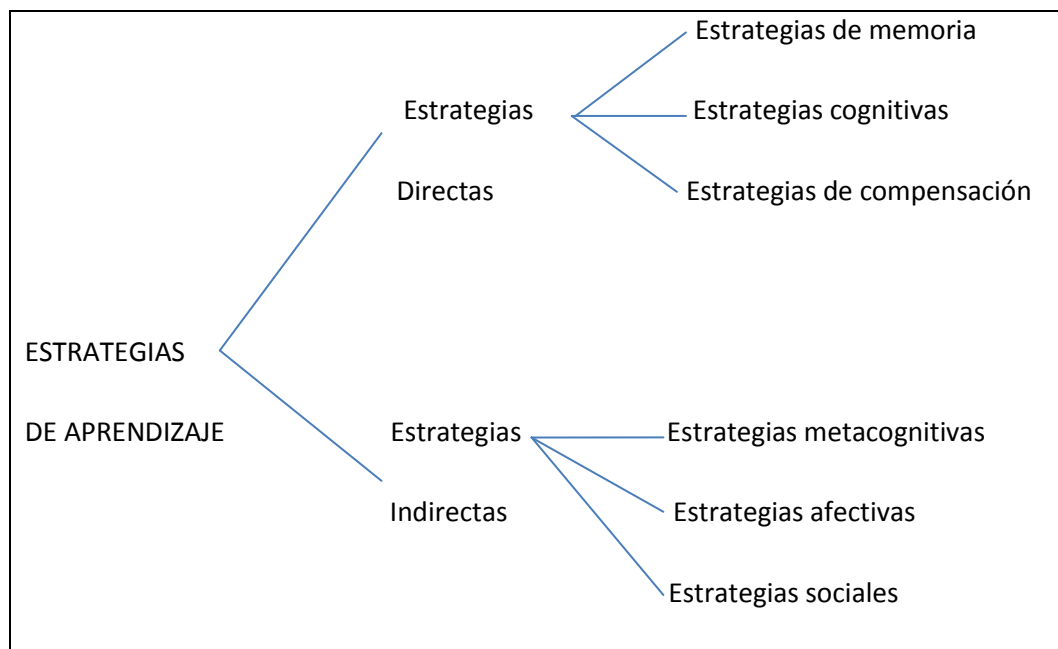 Estrategias de memoria
Estrategias
Estrategias cognitivas
Directas
Estrategias de compensación
ESTRATEGIAS
DE APRENDIZAJE
Estrategias
Estrategias metacognitivas
Indirectas
Estrategias afectivas
Estrategias sociales